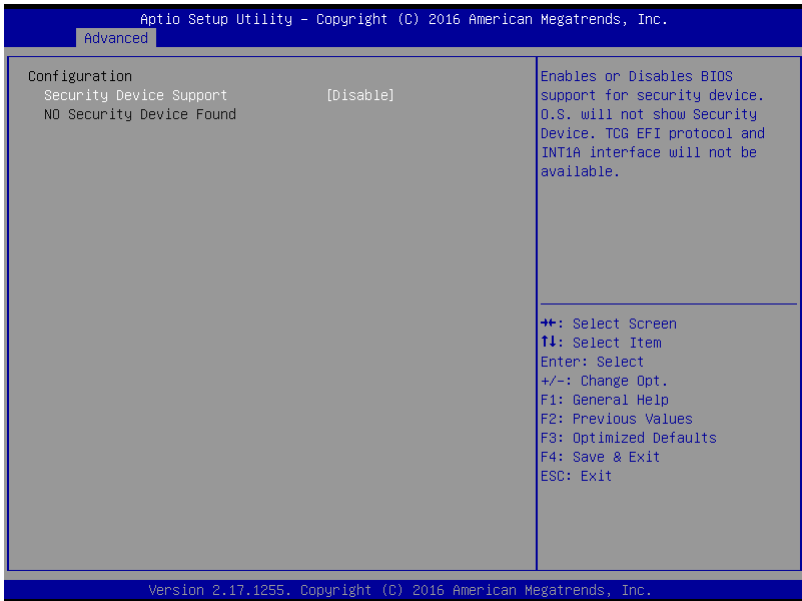 Aptio Setup Utility – Copyright (C) 2016 American Megatrends, Inc.
Advanced
Configuration
Security Device Support [Disable]
NO Security Device Found
Enables or Disables BIOS
support for security device.
O.S. will not show Security
Device. TCG EFI protocol and
INT1A interface will not be
available.
→←: Select Screen
↑↓: Select Item
Enter: Select
+/-: Change Opt.
F1: General Help
F2: Previous Values
F3: Optimized Defaults
F4: Save & Exit
ESC: Exit
Version 2.17.1255. Copyright (C) 2016 American Megatrends, Inc.